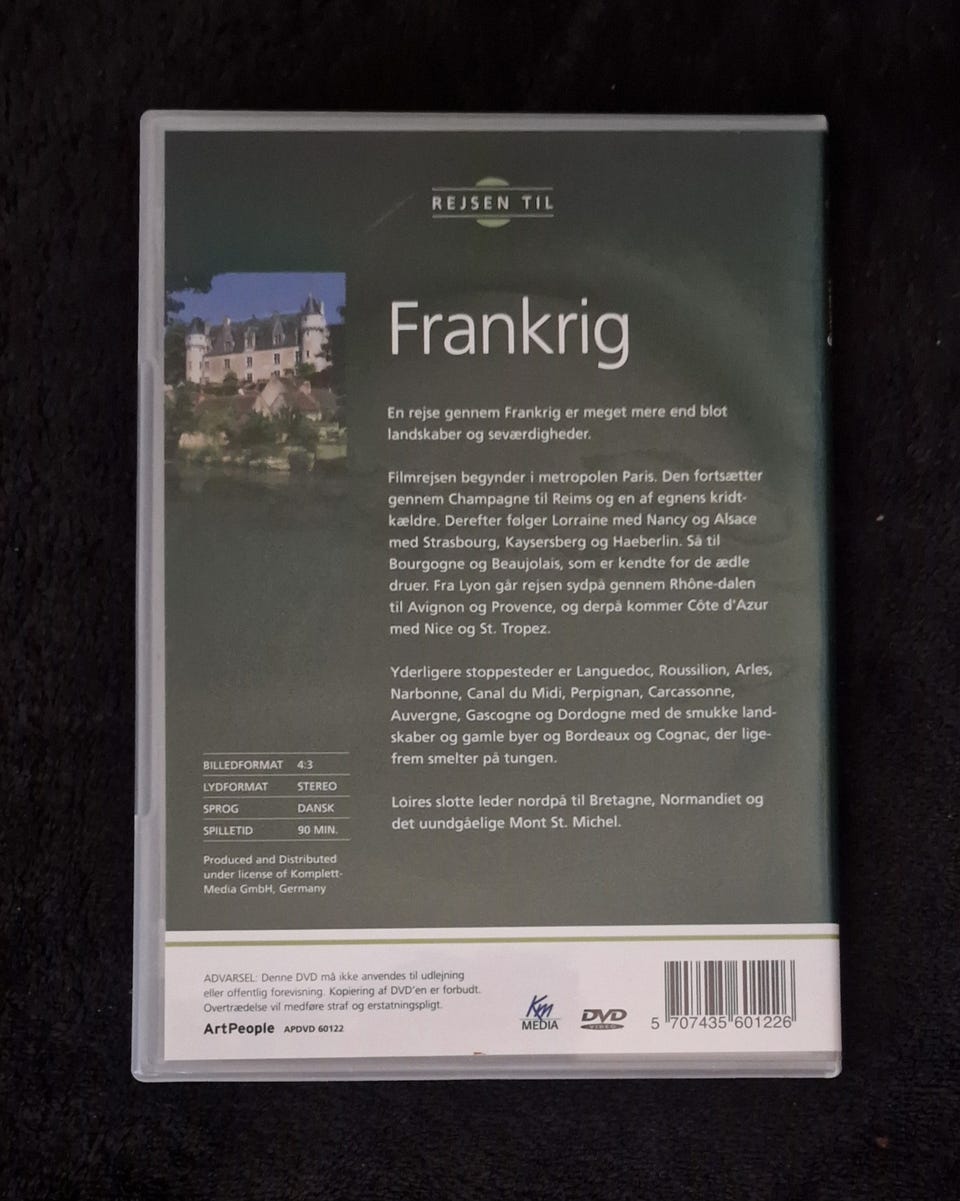 REJSEN TIL
Frankrig
En rejse gennem Frankrig er meget mere end blot
landskaber og seværdigheder.
Filmrejsen begynder i metropolen Paris. Den fortsætter
gennem Champagne til Reims og en af egnens kridt-
kældre. Derefter følger Lorraine med Nancy og Alsace
med Strasbourg, Kaysersberg og Haeberlin. Så til
Bourgogne og Beaujolais, som er kendte for de ædle
druer. Fra Lyon går rejsen sydpå gennem Rhône-dalen
til Avignon og Provence, og derpå kommer Côte d'Azur
med Nice og St. Tropez.
Yderligere stoppesteder er Languedoc, Roussilion, Arles,
Narbonne, Canal du Midi, Perpignan, Carcassonne,
Auvergne, Gascogne og Dordogne med de smukke land-
skaber og gamle byer og Bordeaux og Cognac, der lige-
frem smelter på tungen.
Loires slotte leder nordpå til Bretagne, Normandiet og
det uundgåelige Mont St. Michel.
BILLEDFORMAT 4:3
LYDFORMAT STEREO
SPROG DANSK
SPILLETID 90 MIN.
Produced and Distributed
under license of Komplett-
Media GmbH, Germany
ADVARSEL: Denne DVD må ikke anvendes til udlejning
eller offentlig forevisning. Kopiering af DVD'en er forbudt.
Overtrædelse vil medføre straf og erstatningspligt.
ArtPeople APDVD 60122
Km
MEDIA
DVD
VIDEO
5 707435 601226